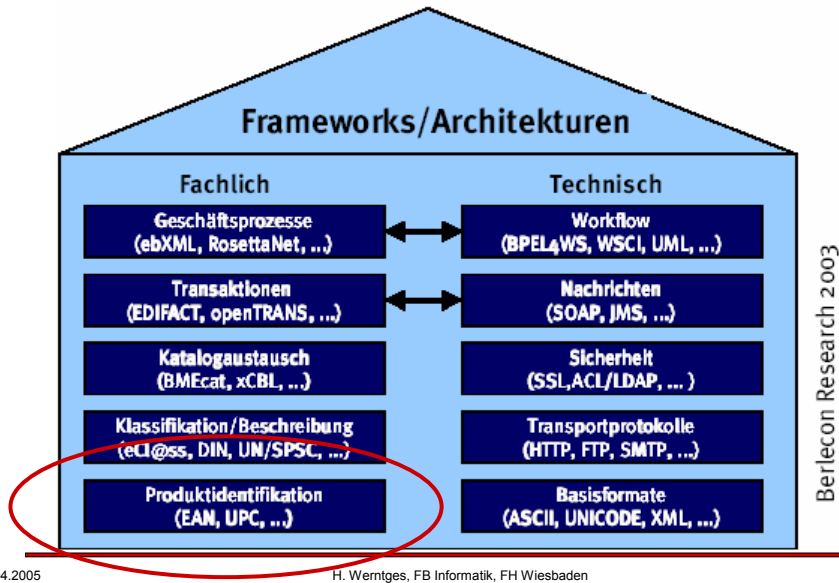 Frameworks/Architekturen
Fachlich
Geschäftsprozesse
(ebXML, RosettaNet, ...)
Transaktionen
(EDIFACT, openTRANS, ...)
Katalogaustausch
(BMEcat, xCBL, ...)
Klassifikation/Beschreibung
(eCl@ss, DIN, UN/SPSC, ...)
Produktidentifikation
(EAN, UPC, ...)
Technisch
Workflow
(BPEL4WS, WSCI, UML, ...)
Nachrichten
(SOAP, JMS, ...)
Sicherheit
(SSL,ACL/LDAP, ... )
Transportprotokolle
(HTTP, FTP, SMTP, ...)
Basisformate
(ASCII, UNICODE, XML, ...)
Berlecon Research 2003
4.2005
H. Werntges, FB Informatik, FH Wiesbaden